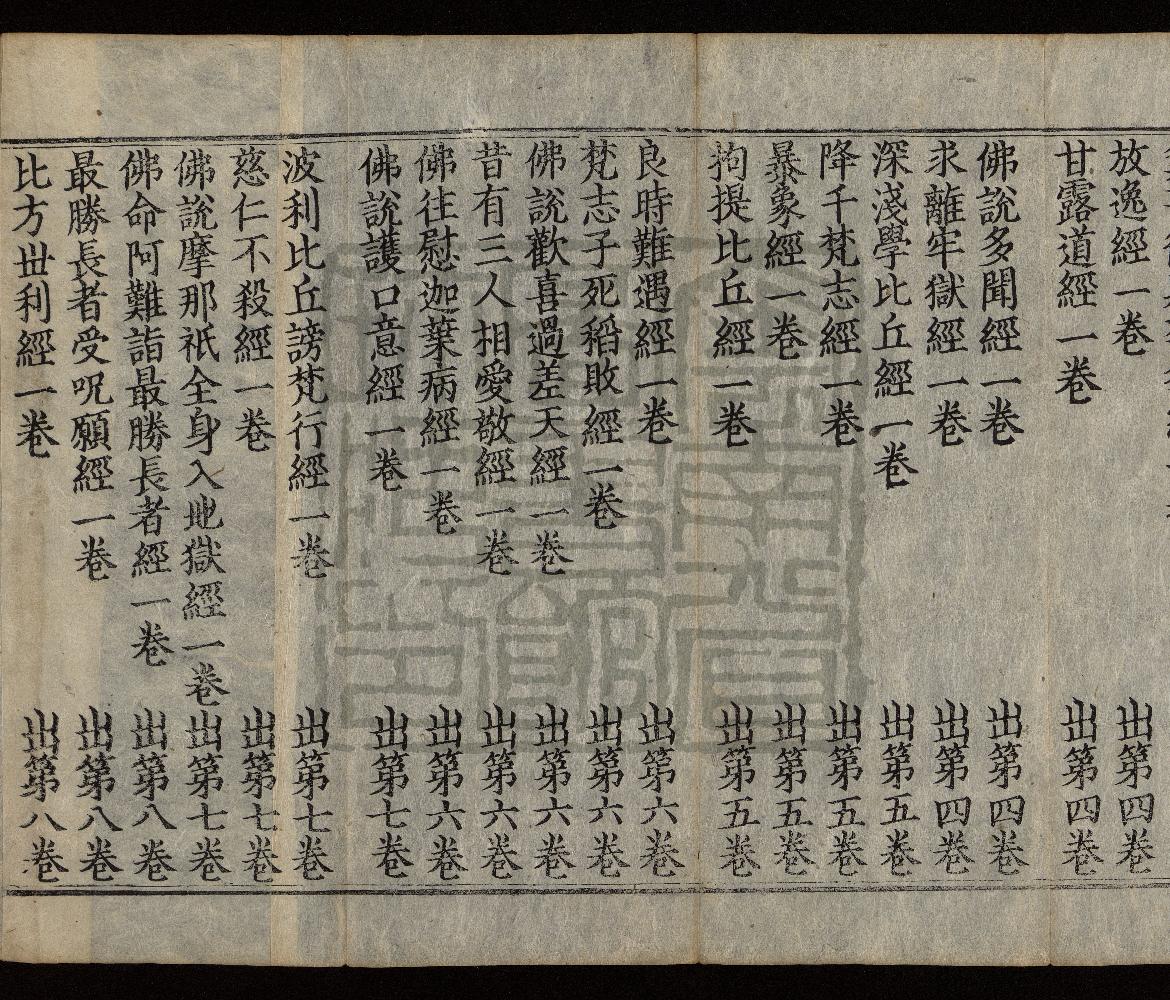 放逸經一卷 出第四卷
甘露道經一卷 出第四卷
佛說多聞經一卷 出第四卷
求離牢獄經一卷 出第四卷
深淺學比丘經一卷 出第五卷
降千梵志經一卷 出第五卷
暴象經一卷 出第五卷
拘提比丘經一卷 出第五卷
良時難遇經一卷 出第六卷
梵志子死稻敗經一卷 出第六卷
佛說歡喜過差天經一卷 出第六卷
昔有三人相愛敬經一卷 出第六卷
佛往慰迦葉病經一卷 出第六卷
佛說護口意經一卷 出第七卷
波利比丘謗梵行經一卷 出第七卷
慈仁不殺經一卷 出第七卷
佛說摩那祇全身入地獄經一卷 出第七卷
佛命阿難詣最勝長者經一卷 出第八卷
最勝長者受呪願經一卷 出第八卷
比方世利經一卷 出第八卷